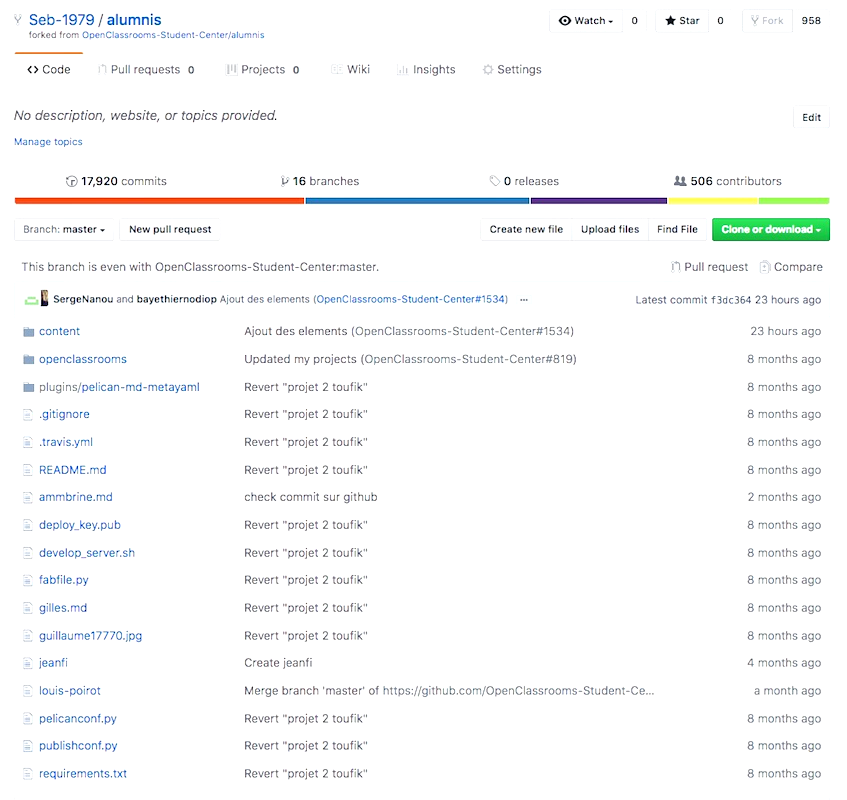 Seb-1979 / alumnis
Watch 0 Star 0 Fork 958
forked from OpenClassrooms-Student-Center/alumnis
Code Pull requests 0 Projects 0 Wiki Insights Settings
No description, website, or topics provided.
Edit
Manage topics
17,920 commits 16 branches 0 releases 506 contributors
Branch: master New pull request Create new file Upload files Find File Clone or download
This branch is even with OpenClassrooms-Student-Center:master. Pull request Compare
SergeNanou and bayethiernodiop Ajout des elements (OpenClassrooms-Student-Center#1534) ... Latest commit f3dc364 23 hours ago
content Ajout des elements (OpenClassrooms-Student-Center#1534) 23 hours ago
openclassrooms Updated my projects (OpenClassrooms-Student-Center#819) 8 months ago
plugins/pelican-md-metayaml Revert "projet 2 toufik" 8 months ago
.gitignore Revert "projet 2 toufik" 8 months ago
.travis.yml Revert "projet 2 toufik" 8 months ago
README.md Revert "projet 2 toufik" 8 months ago
ammbrine.md check commit sur github 2 months ago
deploy_key.pub Revert "projet 2 toufik" 8 months ago
develop_server.sh Revert "projet 2 toufik" 8 months ago
fabfile.py Revert "projet 2 toufik" 8 months ago
gilles.md Revert "projet 2 toufik" 8 months ago
guillaume17770.jpg Revert "projet 2 toufik" 8 months ago
jeanfi Create jeanfi 4 months ago
louis-poirot Merge branch 'master' of https://github.com/OpenClassrooms-Student-Ce... a month ago
pelicanconf.py Revert "projet 2 toufik" 8 months ago
publishconf.py Revert "projet 2 toufik" 8 months ago
requirements.txt Revert "projet 2 toufik" 8 months ago